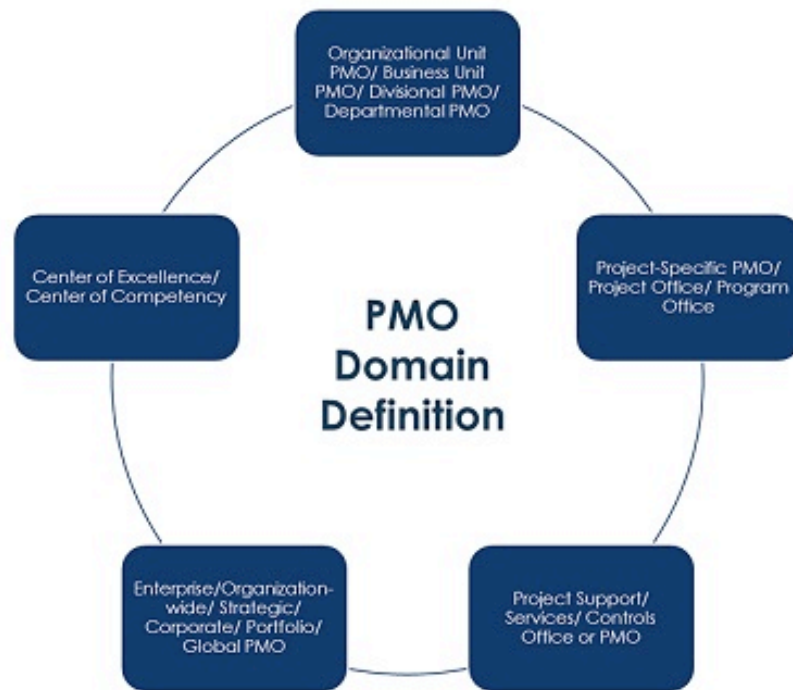 Organizational Unit
PMO/ Business Unit
PMO/ Divisional PMO/
Departmental PMO
Project-Specific PMO/
Project Office/ Program
Office
Center of Excellence/
Center of Competency
PMO
Domain
Definition
Enterprise/Organization-
wide/ Strategic/
Corporate/ Portfolio/
Global PMO
Project Support/
Services/ Controls
Office or PMO